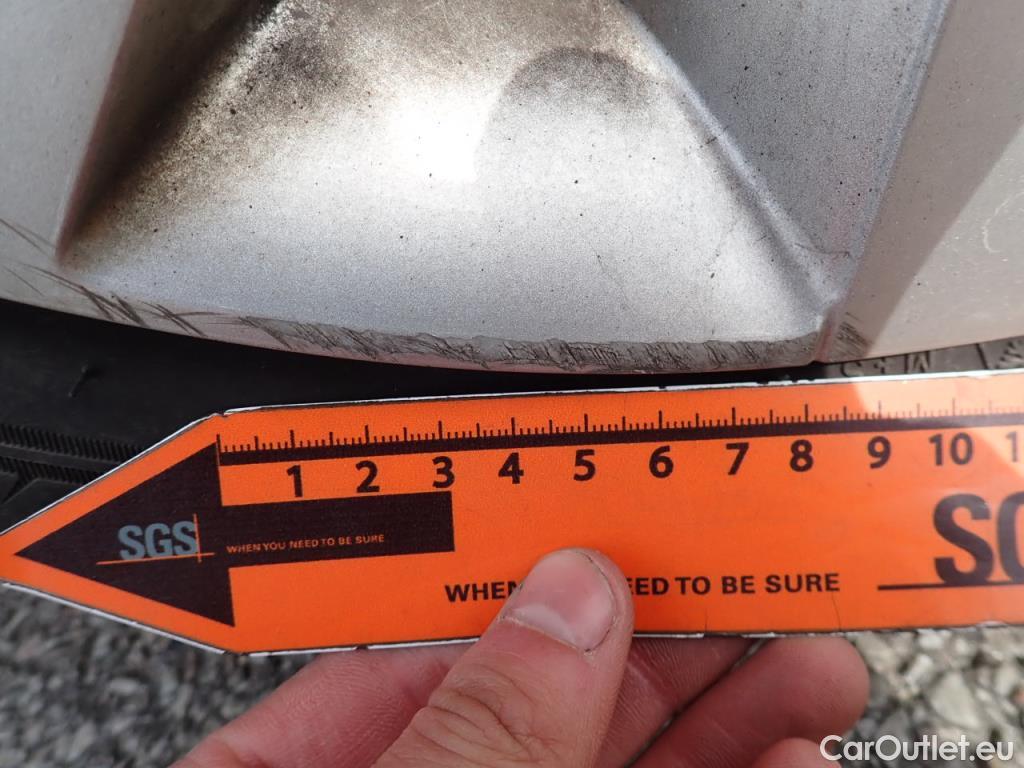 1 2 3 4 5 6 7 8 9 10
SGS
WHEN YOU NEED TO BE SURE
WHEN EED TO BE SURE
CarOutlet.eu